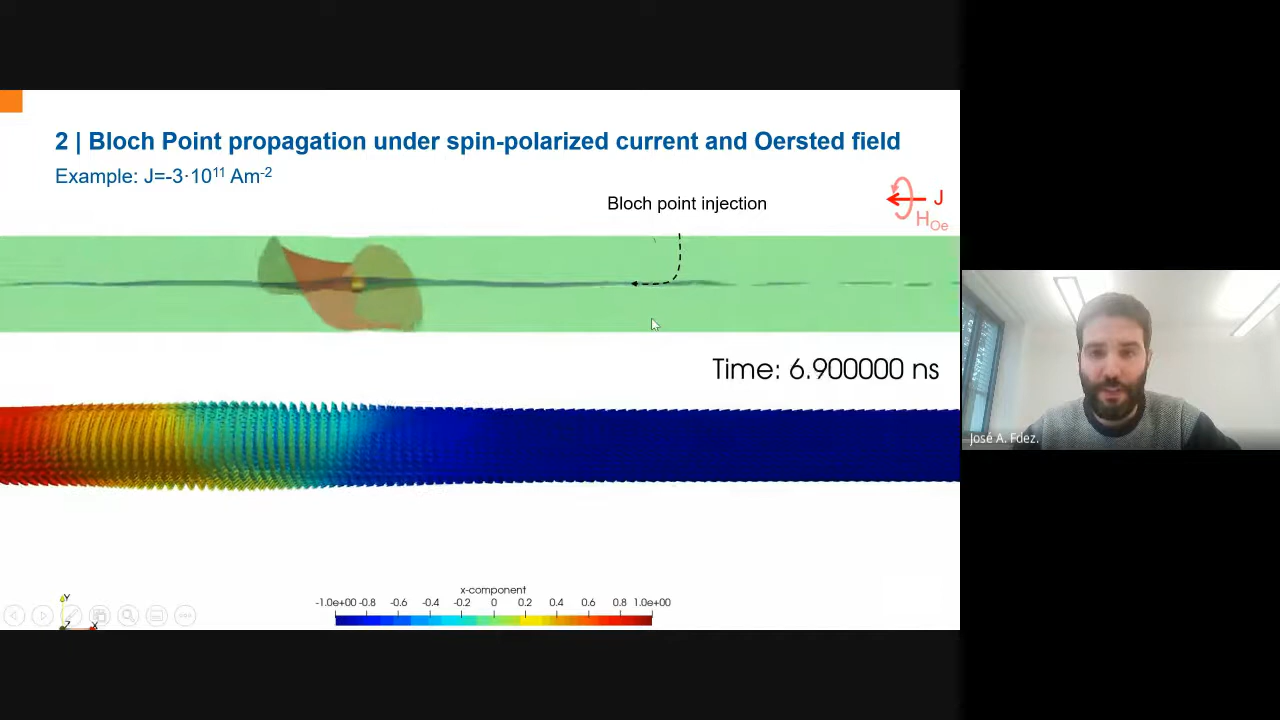 2 | Bloch Point propagation under spin-polarized current and Oersted field
Example: J=-3·10¹¹ Am⁻²
Bloch point injection
J
H_Oe
Time: 6.900000 ns
José A. Fdez.
x-component
-1.0e+00 -0.8 -0.6 -0.4 -0.2 0 0.2 0.4 0.6 0.8 1.0e+00
Y
Z X